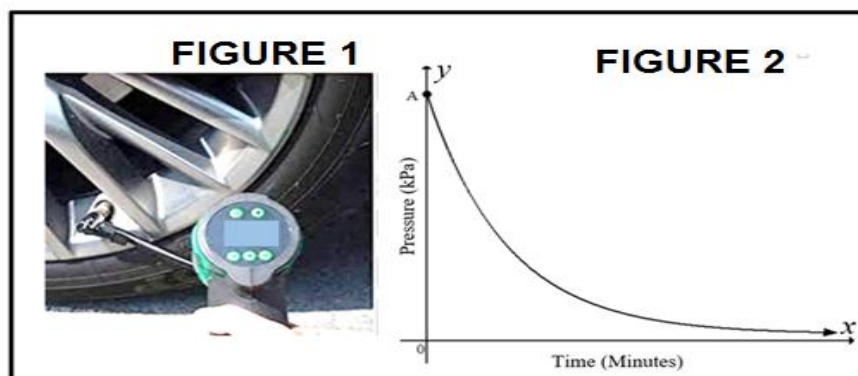 FIGURE 1
FIGURE 2
y
A
Pressure (kPa)
x
0
Time (Minutes)